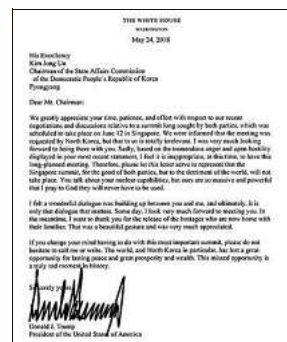 THE WHITE HOUSE
WASHINGTON
May 24, 2018
His Excellency
Kim Jong Un
Chairman of the State Affairs Commission
of the Democratic People's Republic of Korea
Pyongyang
Dear Mr. Chairman:
We greatly appreciate your time, patience, and effort with respect to our recent
negotiations and discussions relative to a summit long sought by both parties, which was
scheduled to take place on June 12 in Singapore. We were informed that the meeting was
requested by North Korea, but that to us is totally irrelevant. I was very much looking
forward to being there with you. Sadly, based on the tremendous anger and open hostility
displayed in your most recent statement, I feel it is inappropriate, at this time, to have this
long-planned meeting. Therefore, please let this letter serve to represent that the
Singapore summit, for the good of both parties, but to the detriment of the world, will not
take place. You talk about your nuclear capabilities, but ours are so massive and powerful
that I pray to God they will never have to be used.
I felt a wonderful dialogue was building up between you and me, and ultimately, it is
only that dialogue that matters. Some day, I look very much forward to meeting you. In
the meantime, I want to thank you for the release of the hostages who are now home with
their families. That was a beautiful gesture and was very much appreciated.
If you change your mind having to do with this most important summit, please do not
hesitate to call me or write. The world, and North Korea in particular, has lost a great
opportunity for lasting peace and great prosperity and wealth. This missed opportunity is
a truly sad moment in history.
Sincerely yours,
Donald J. Trump
President of the United States of America